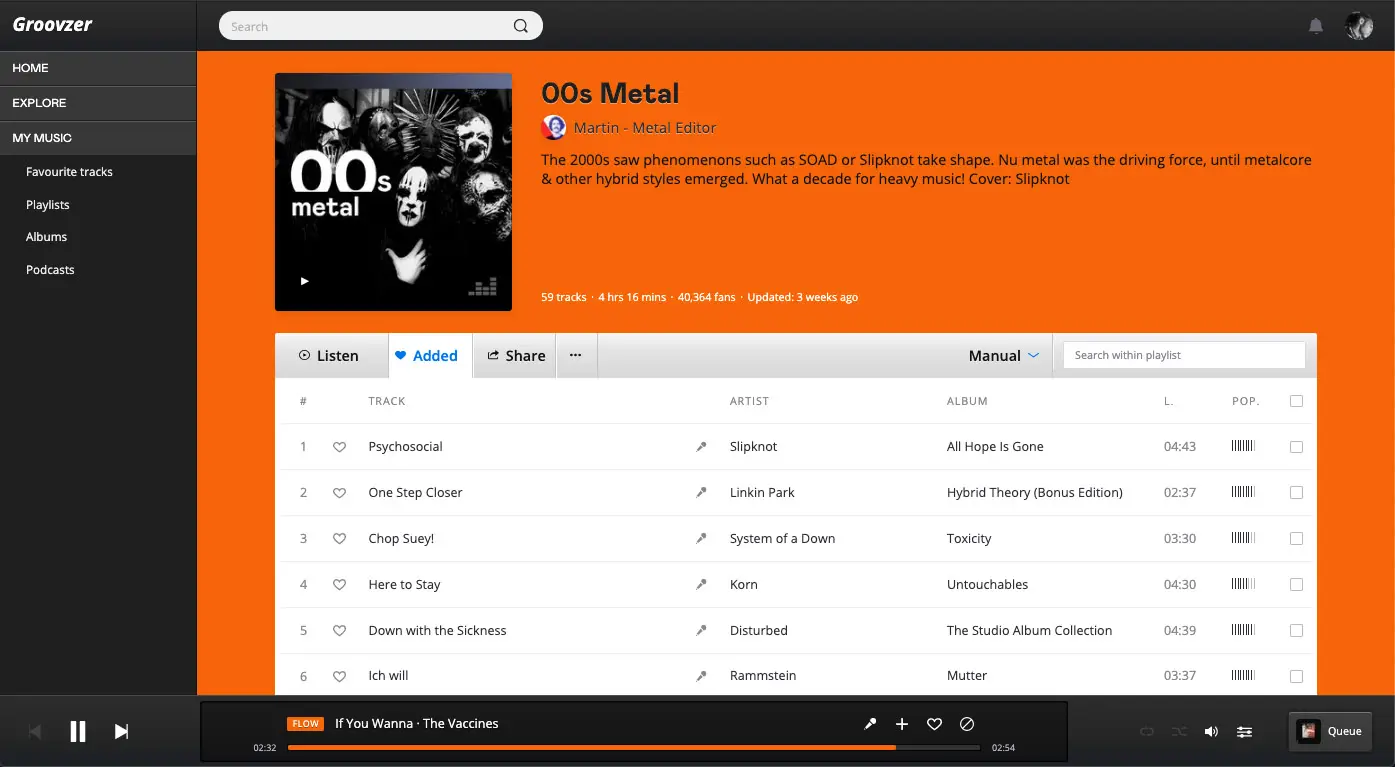 Groovzer
Search
HOME
EXPLORE
MY MUSIC
Favourite tracks
Playlists
Albums
Podcasts
00s
metal
00s Metal
Martin - Metal Editor
The 2000s saw phenomenons such as SOAD or Slipknot take shape. Nu metal was the driving force, until metalcore
& other hybrid styles emerged. What a decade for heavy music! Cover: Slipknot
59 tracks · 4 hrs 16 mins · 40,364 fans · Updated: 3 weeks ago
Listen Added Share ··· Manual Search within playlist
# TRACK ARTIST ALBUM L. POP.
1 Psychosocial Slipknot All Hope Is Gone 04:43
2 One Step Closer Linkin Park Hybrid Theory (Bonus Edition) 02:37
3 Chop Suey! System of a Down Toxicity 03:30
4 Here to Stay Korn Untouchables 04:30
5 Down with the Sickness Disturbed The Studio Album Collection 04:39
6 Ich will Rammstein Mutter 03:37
FLOW If You Wanna · The Vaccines
02:32 02:54
Queue